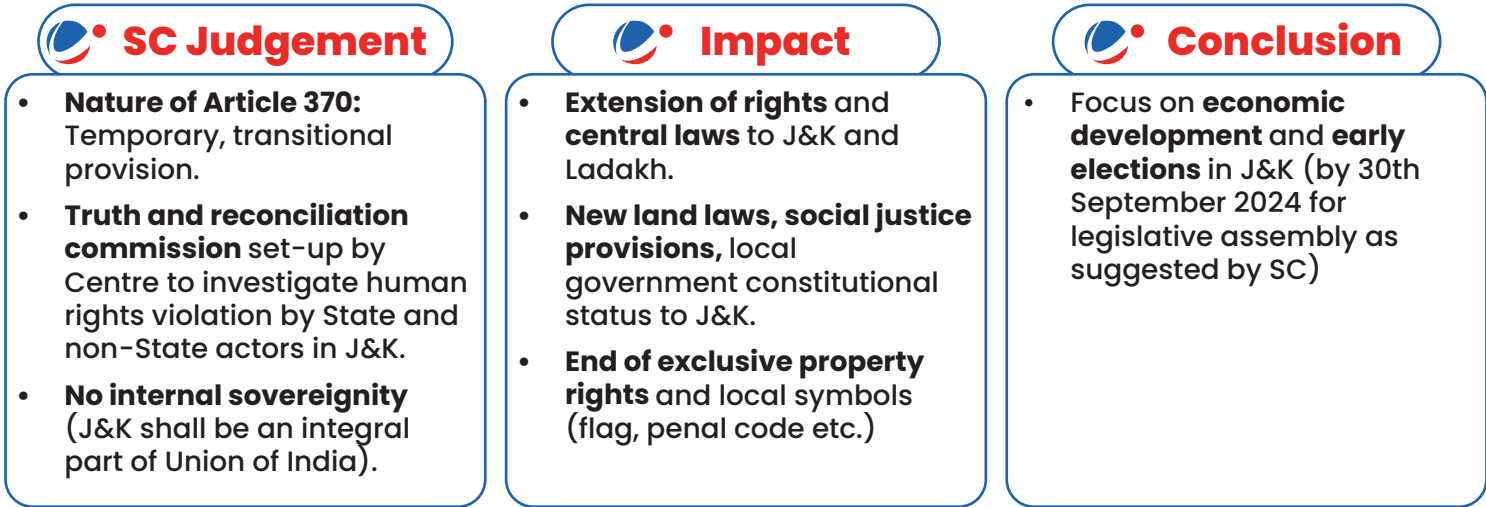 SC Judgement
• Nature of Article 370:
Temporary, transitional
provision.
• Truth and reconciliation
commission set-up by
Centre to investigate human
rights violation by State and
non-State actors in J&K.
• No internal sovereignity
(J&K shall be an integral
part of Union of India).
Impact
• Extension of rights and
central laws to J&K and
Ladakh.
• New land laws, social justice
provisions, local
government constitutional
status to J&K.
• End of exclusive property
rights and local symbols
(flag, penal code etc.)
Conclusion
• Focus on economic
development and early
elections in J&K (by 30th
September 2024 for
legislative assembly as
suggested by SC)